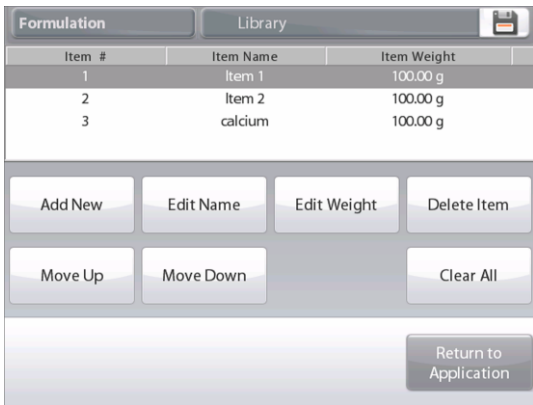 Formulation Library
Item # Item Name Item Weight
1 Item 1 100.00 g
2 Item 2 100.00 g
3 calcium 100.00 g
Add New Edit Name Edit Weight Delete Item
Move Up Move Down Clear All
Return to
Application